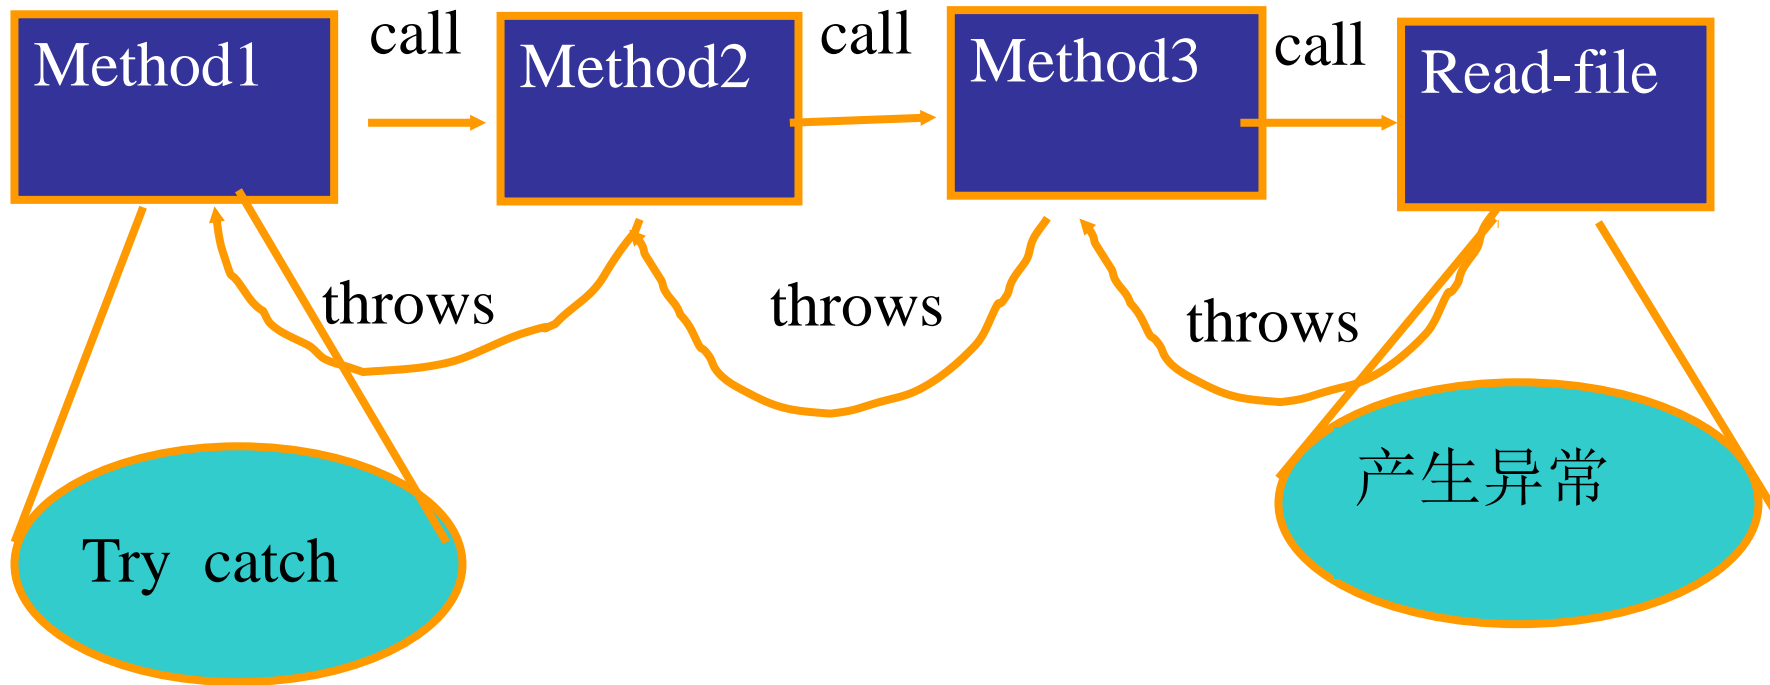 Method1
call
Method2
call
Method3
call
Read-file
throws
throws
throws
Try catch
产生异常